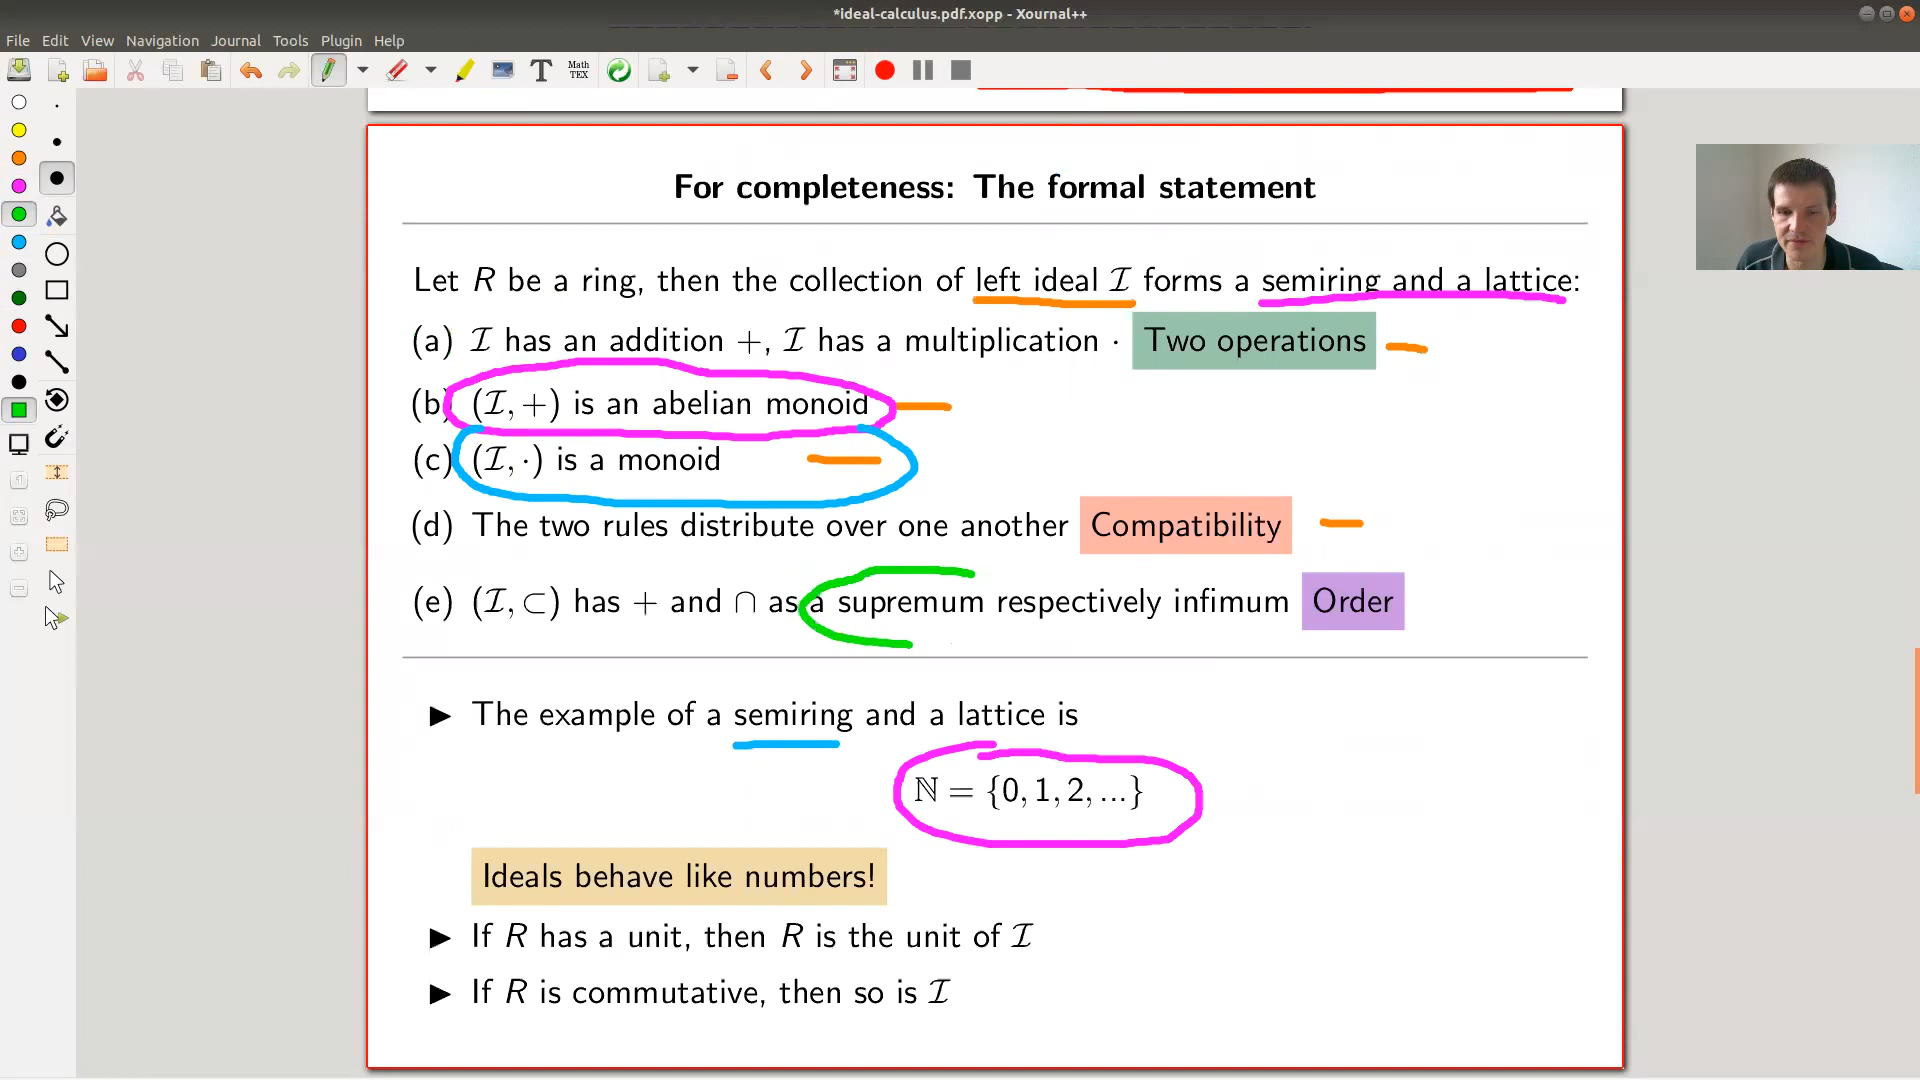 *ideal-calculus.pdf.xopp - Xournal++
File Edit View Navigation Journal Tools Plugin Help
Math
TEX
For completeness: The formal statement
Let R be a ring, then the collection of left ideal ℐ forms a semiring and a lattice:
(a) ℐ has an addition +, ℐ has a multiplication · Two operations
(b) (ℐ, +) is an abelian monoid
(c) (ℐ, ·) is a monoid
(d) The two rules distribute over one another Compatibility
(e) (ℐ, ⊂) has + and ∩ as a supremum respectively infimum Order
▶ The example of a semiring and a lattice is
ℕ = {0, 1, 2, ...}
Ideals behave like numbers!
▶ If R has a unit, then R is the unit of ℐ
▶ If R is commutative, then so is ℐ